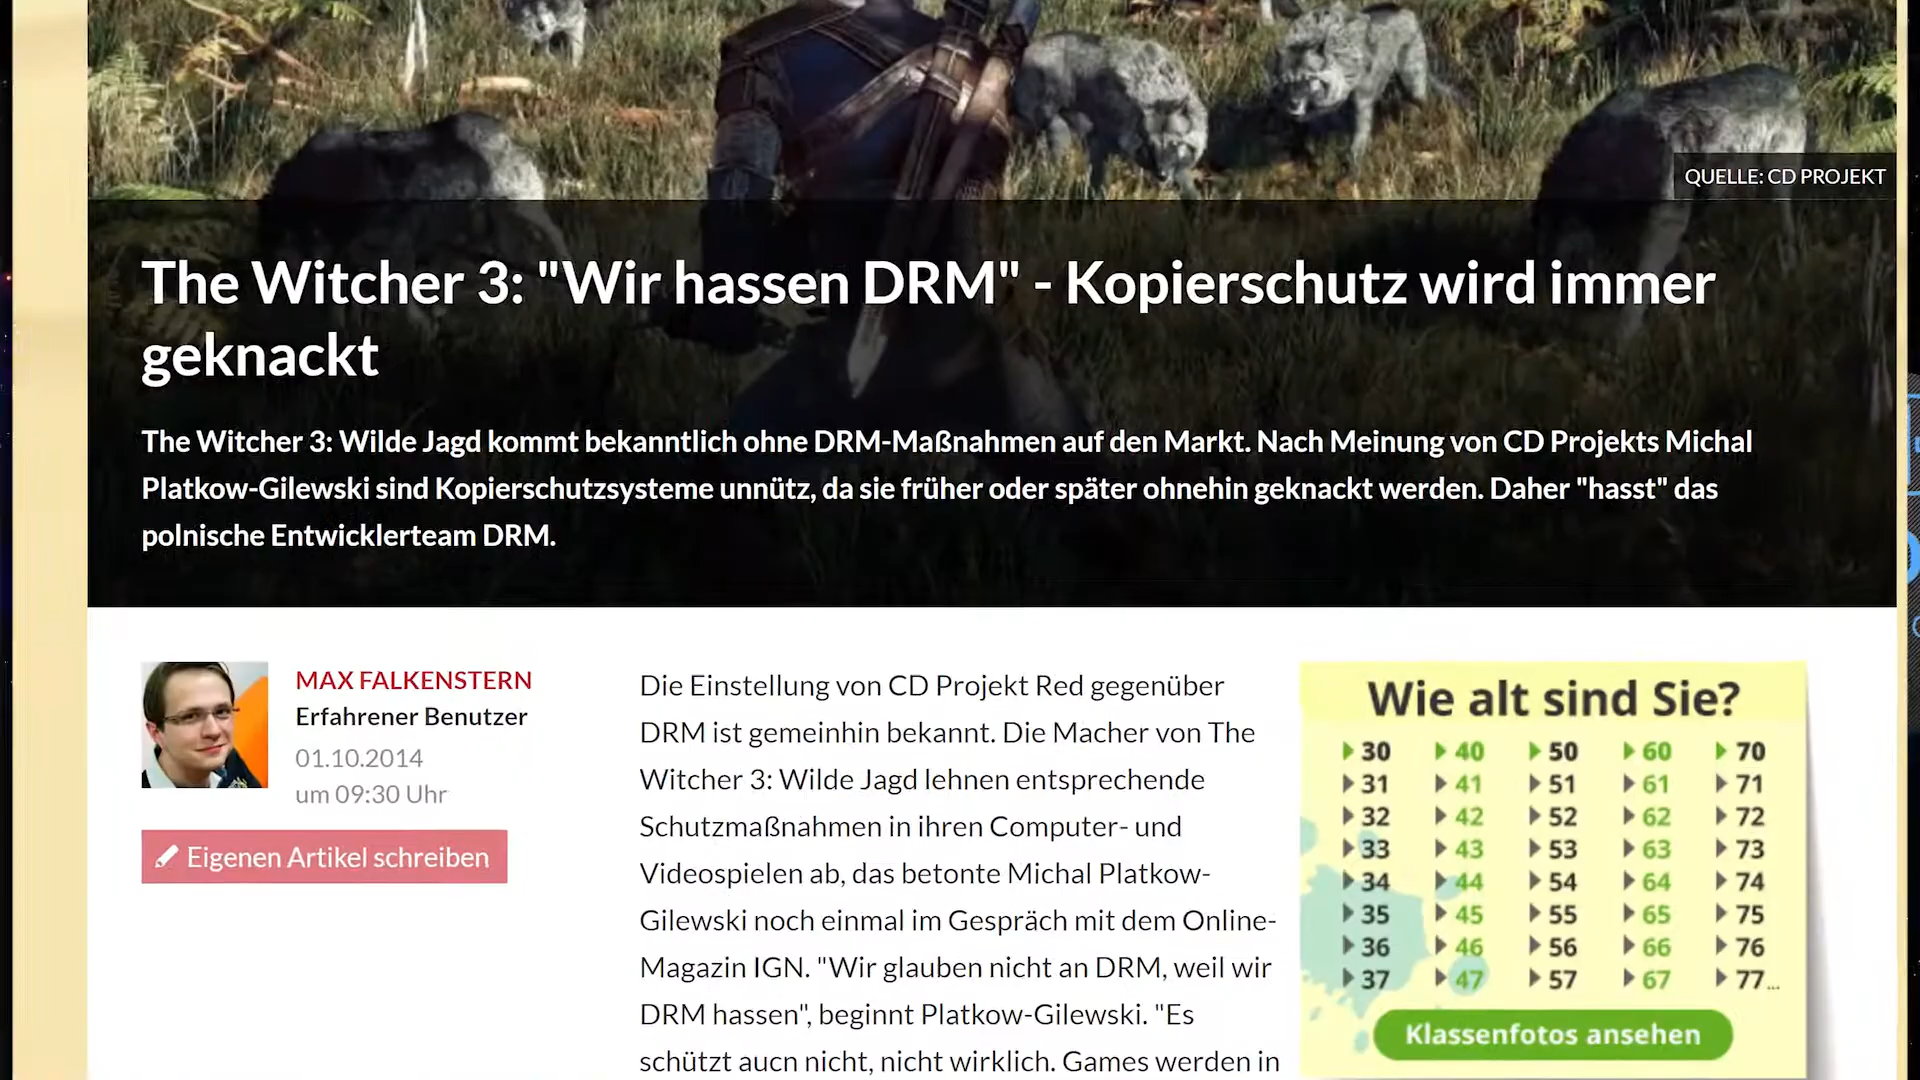 QUELLE: CD PROJEKT
The Witcher 3: "Wir hassen DRM" - Kopierschutz wird immer
geknackt
The Witcher 3: Wilde Jagd kommt bekanntlich ohne DRM-Maßnahmen auf den Markt. Nach Meinung von CD Projekts Michal
Platkow-Gilewski sind Kopierschutzsysteme unnütz, da sie früher oder später ohnehin geknackt werden. Daher "hasst" das
polnische Entwicklerteam DRM.
MAX FALKENSTERN
Erfahrener Benutzer
01.10.2014
um 09:30 Uhr
Eigenen Artikel schreiben
Die Einstellung von CD Projekt Red gegenüber
DRM ist gemeinhin bekannt. Die Macher von The
Witcher 3: Wilde Jagd lehnen entsprechende
Schutzmaßnahmen in ihren Computer- und
Videospielen ab, das betonte Michal Platkow-
Gilewski noch einmal im Gespräch mit dem Online-
Magazin IGN. "Wir glauben nicht an DRM, weil wir
DRM hassen", beginnt Platkow-Gilewski. "Es
schützt auch nicht, nicht wirklich. Games werden in
Wie alt sind Sie?
30 40 50 60 70
31 41 51 61 71
32 42 52 62 72
33 43 53 63 73
34 44 54 64 74
35 45 55 65 75
36 46 56 66 76
37 47 57 67 77...
Klassenfotos ansehen